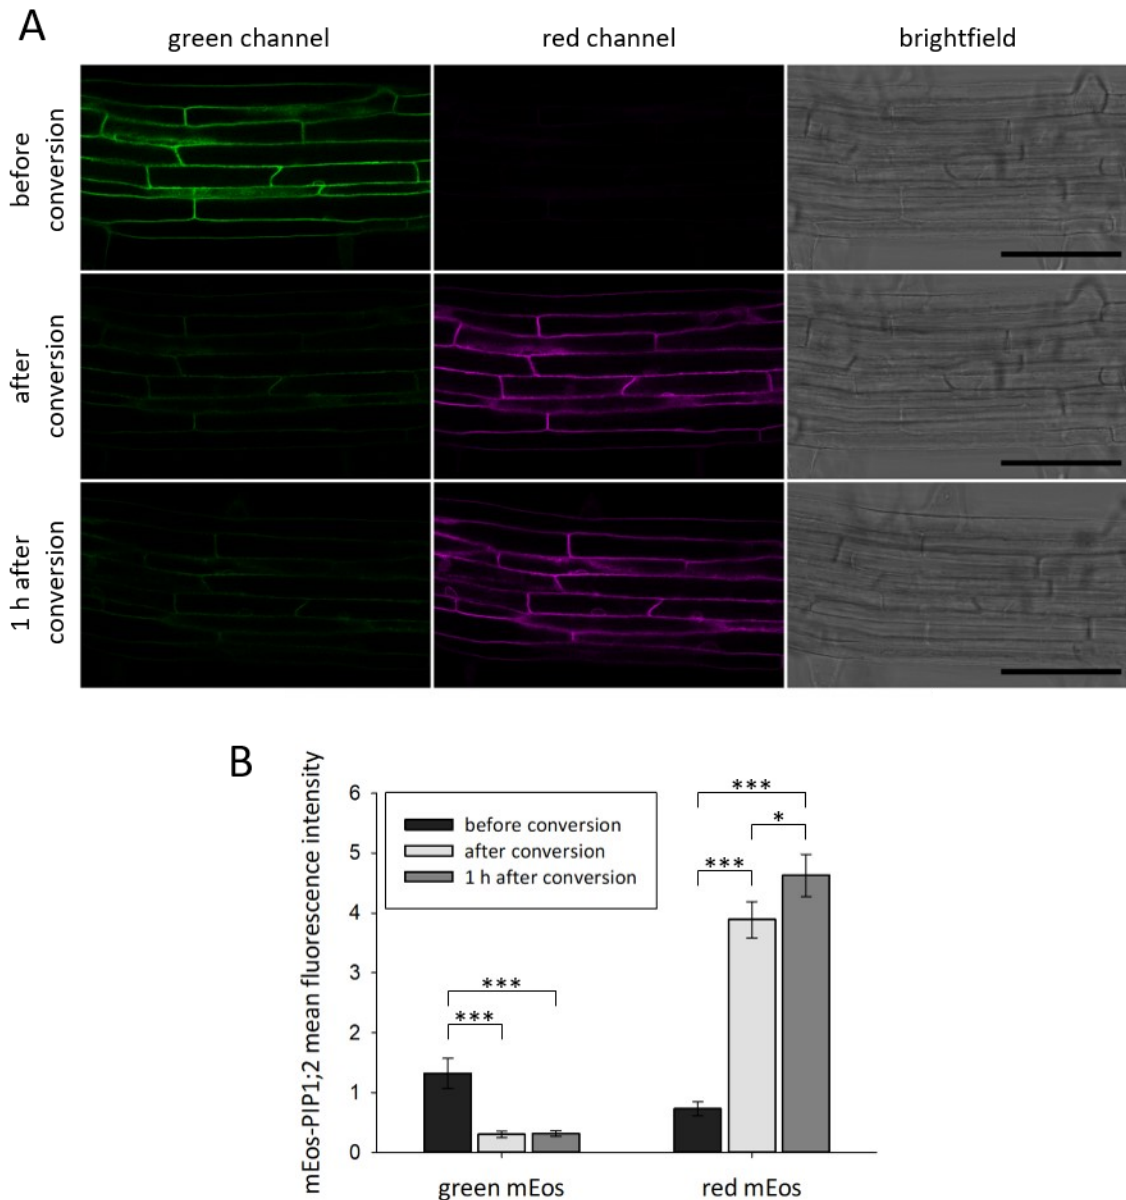 A
green channel
red channel
brightfield
before
conversion
after
conversion
1 h after
conversion
B
mEos-PIP1;2 mean fluorescence intensity
6
5
4
3
2
1
0
before conversion
after conversion
1 h after conversion
***
***
***
*
***
green mEos
red mEos